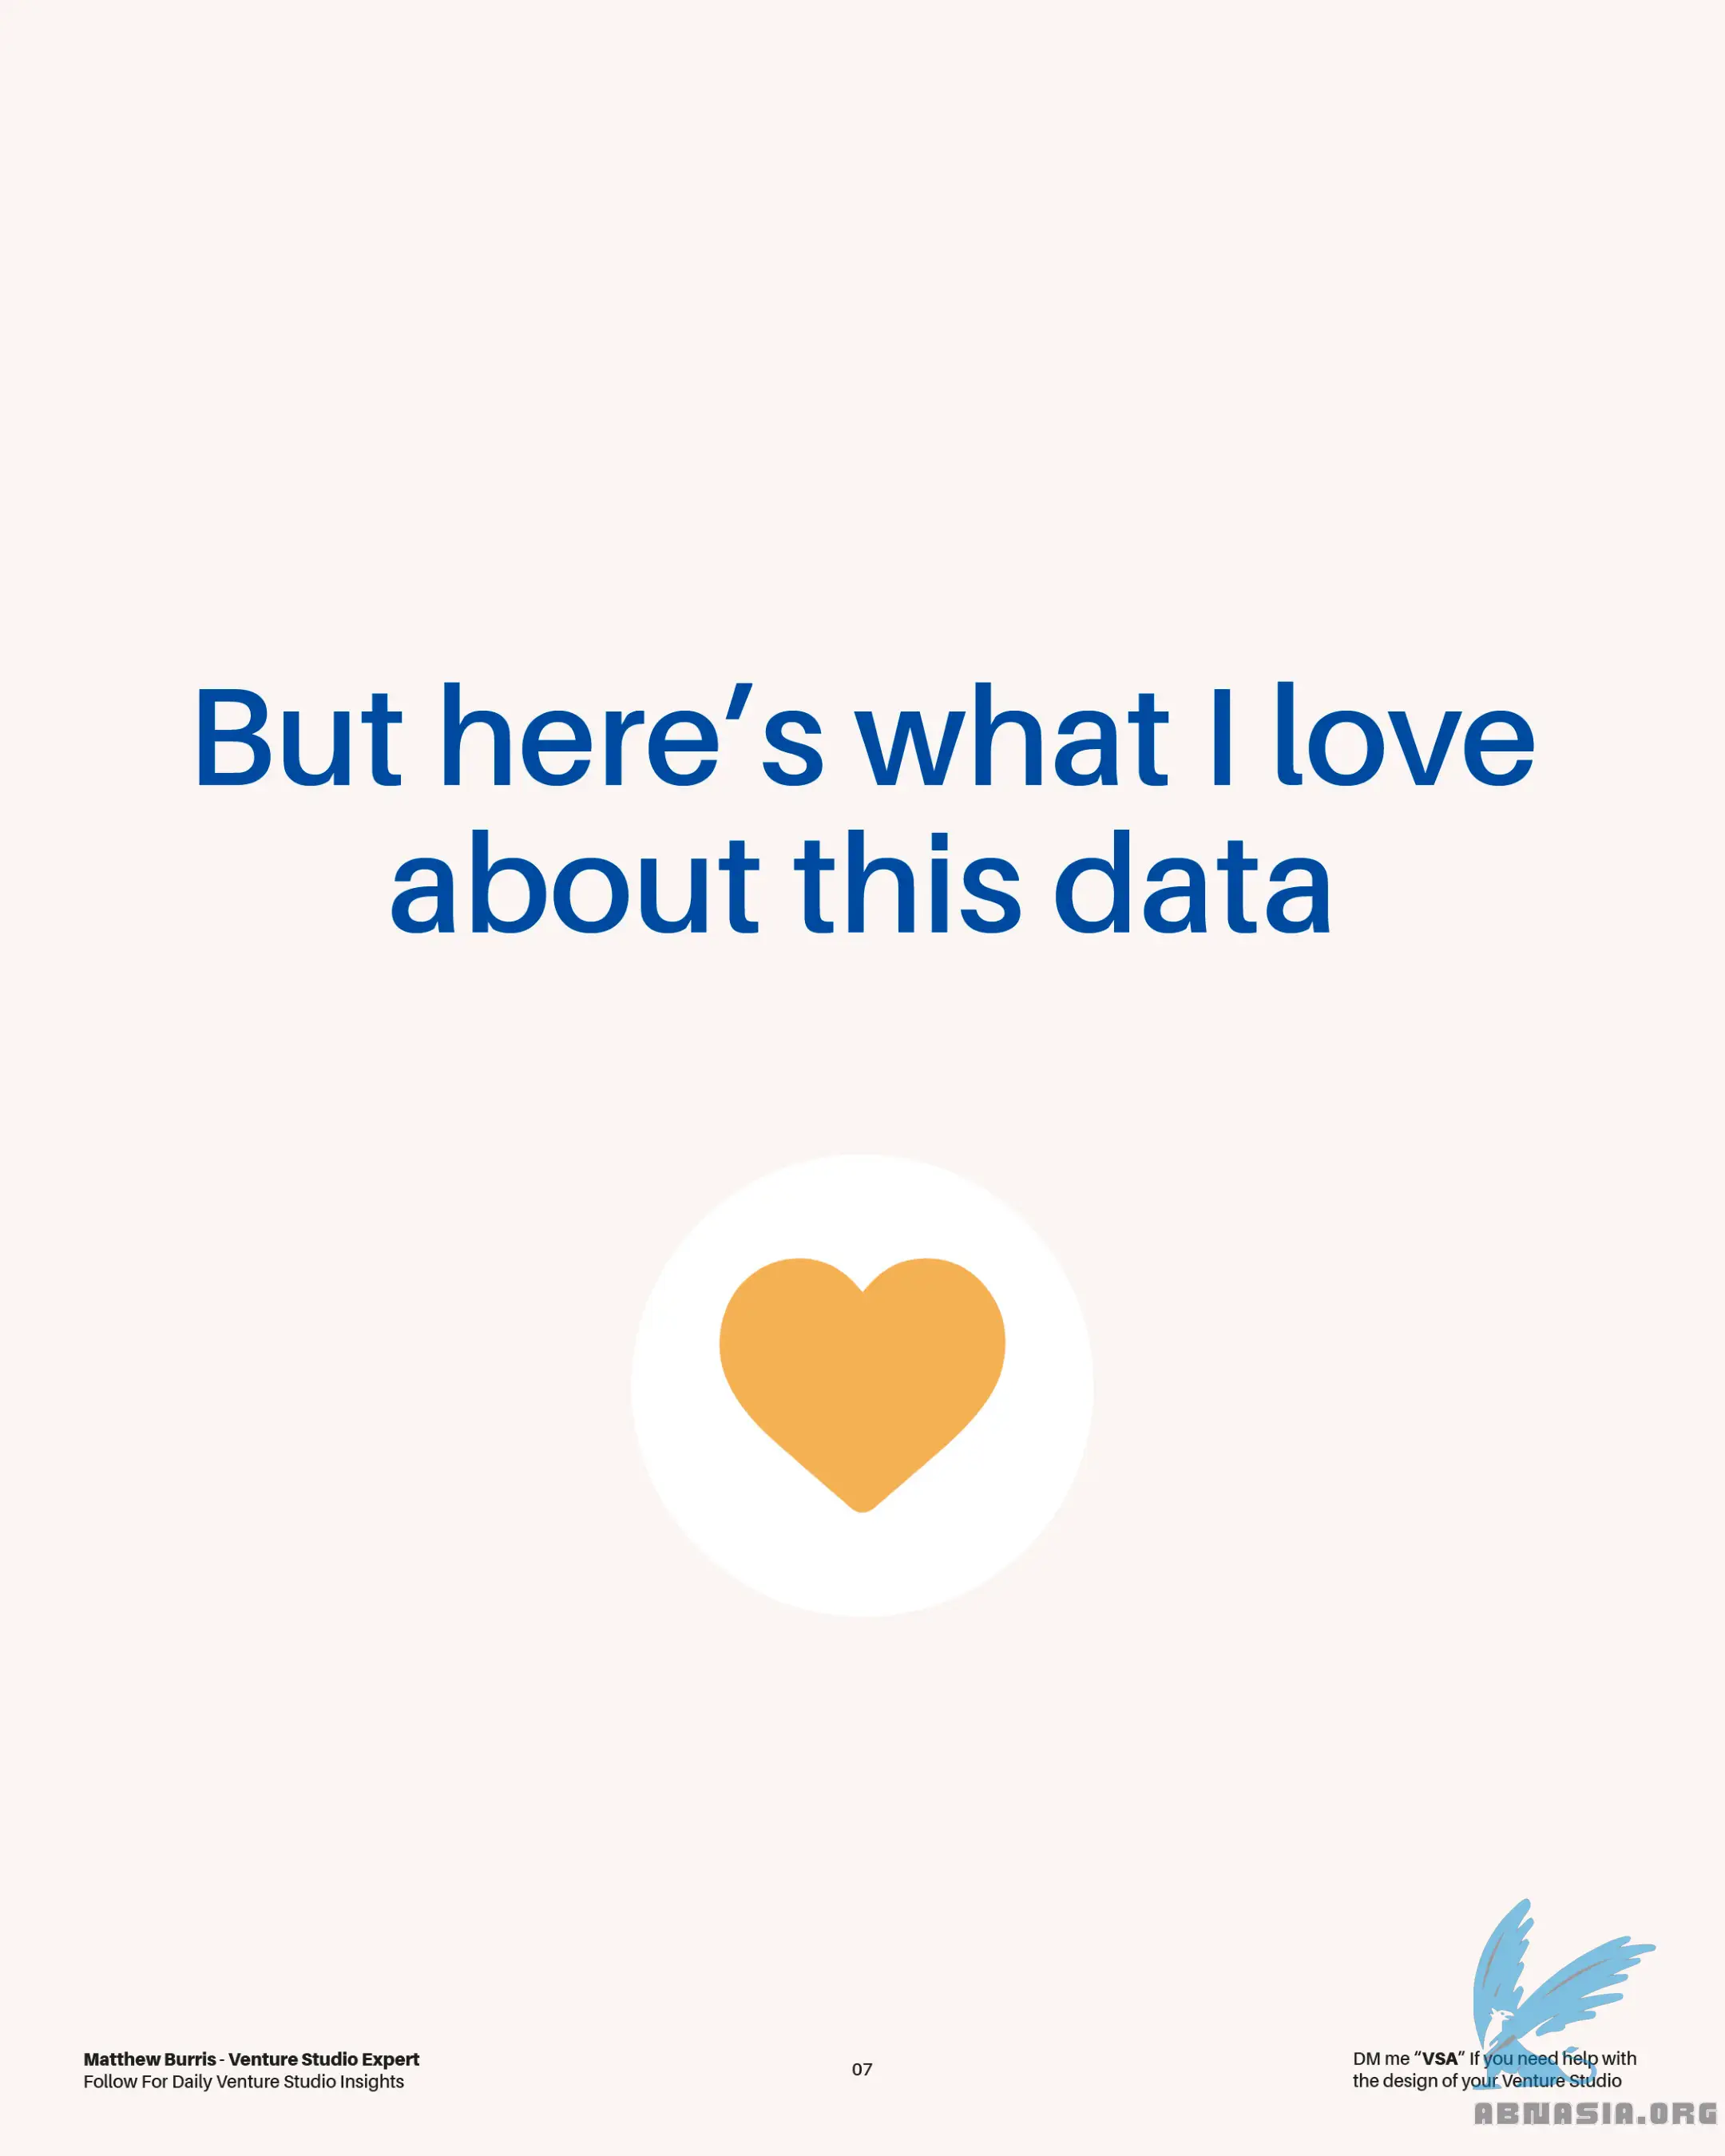 But here’s what I love
about this data
Matthew Burris - Venture Studio Expert
Follow For Daily Venture Studio Insights
07
DM me “VSA” If you need help with
the design of your Venture Studio
ABNASIA.ORG